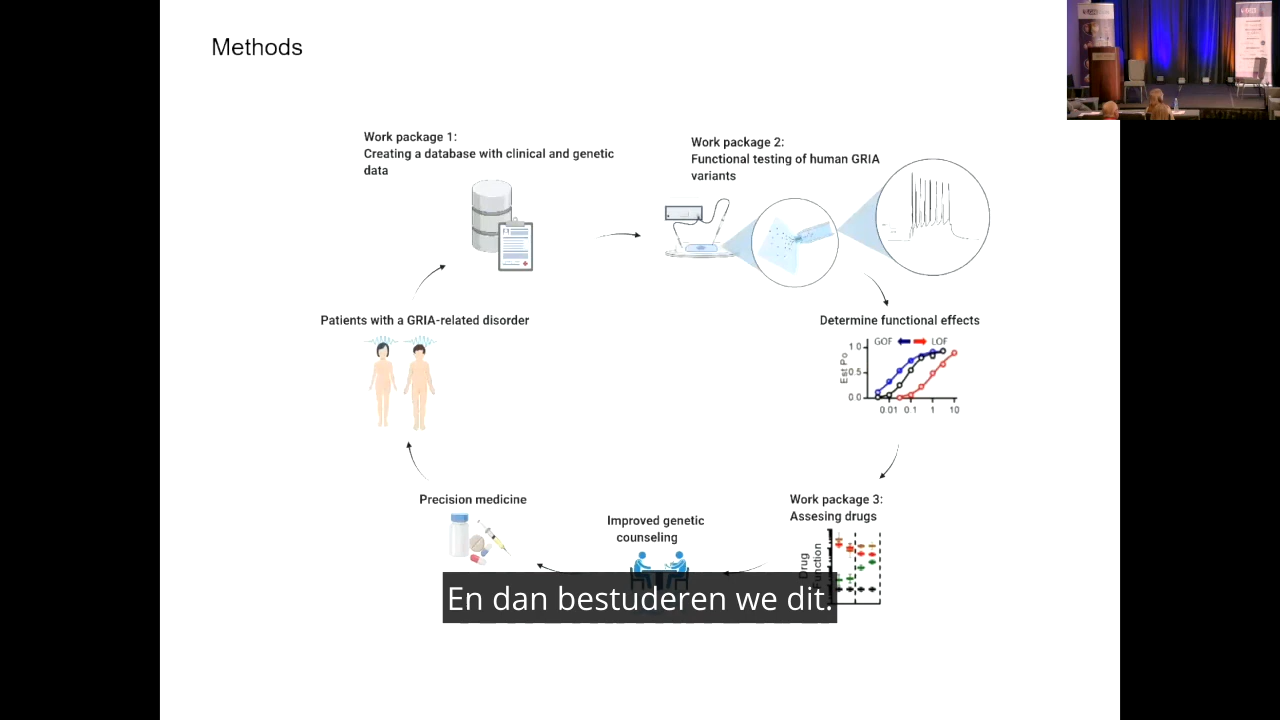 Methods
Work package 1:
Creating a database with clinical and genetic
data
Work package 2:
Functional testing of human GRIA
variants
Patients with a GRIA-related disorder
Determine functional effects
GOF
LOF
Est Po
1 0
0.5
0.0
0.01 0.1 1 10
Precision medicine
Improved genetic
counseling
Work package 3:
Assesing drugs
Drug
Function
En dan bestuderen we dit.